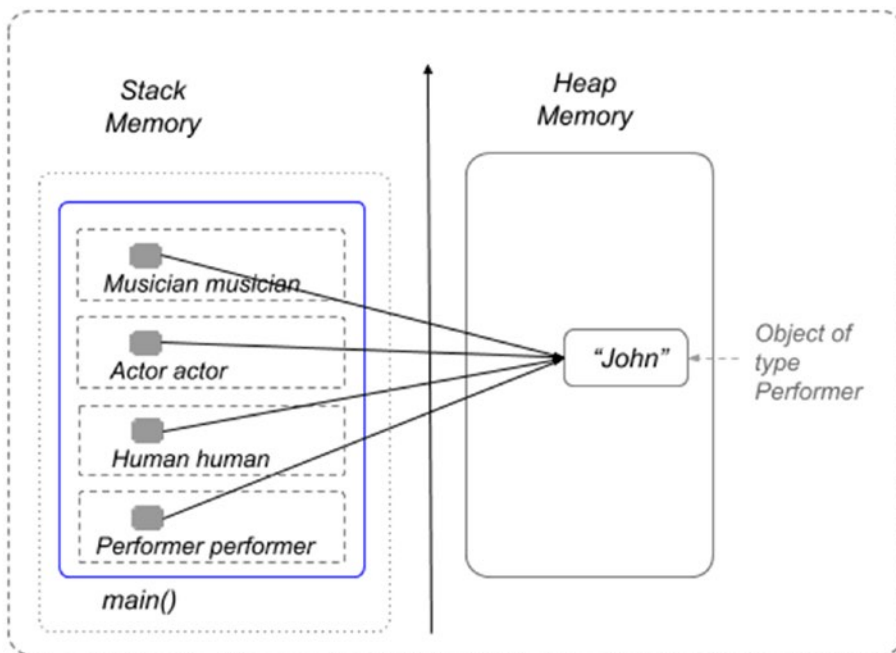 Stack
Memory
Heap
Memory
Musician musician
Actor actor
Human human
Performer performer
main()
“John”
Object of
type
Performer